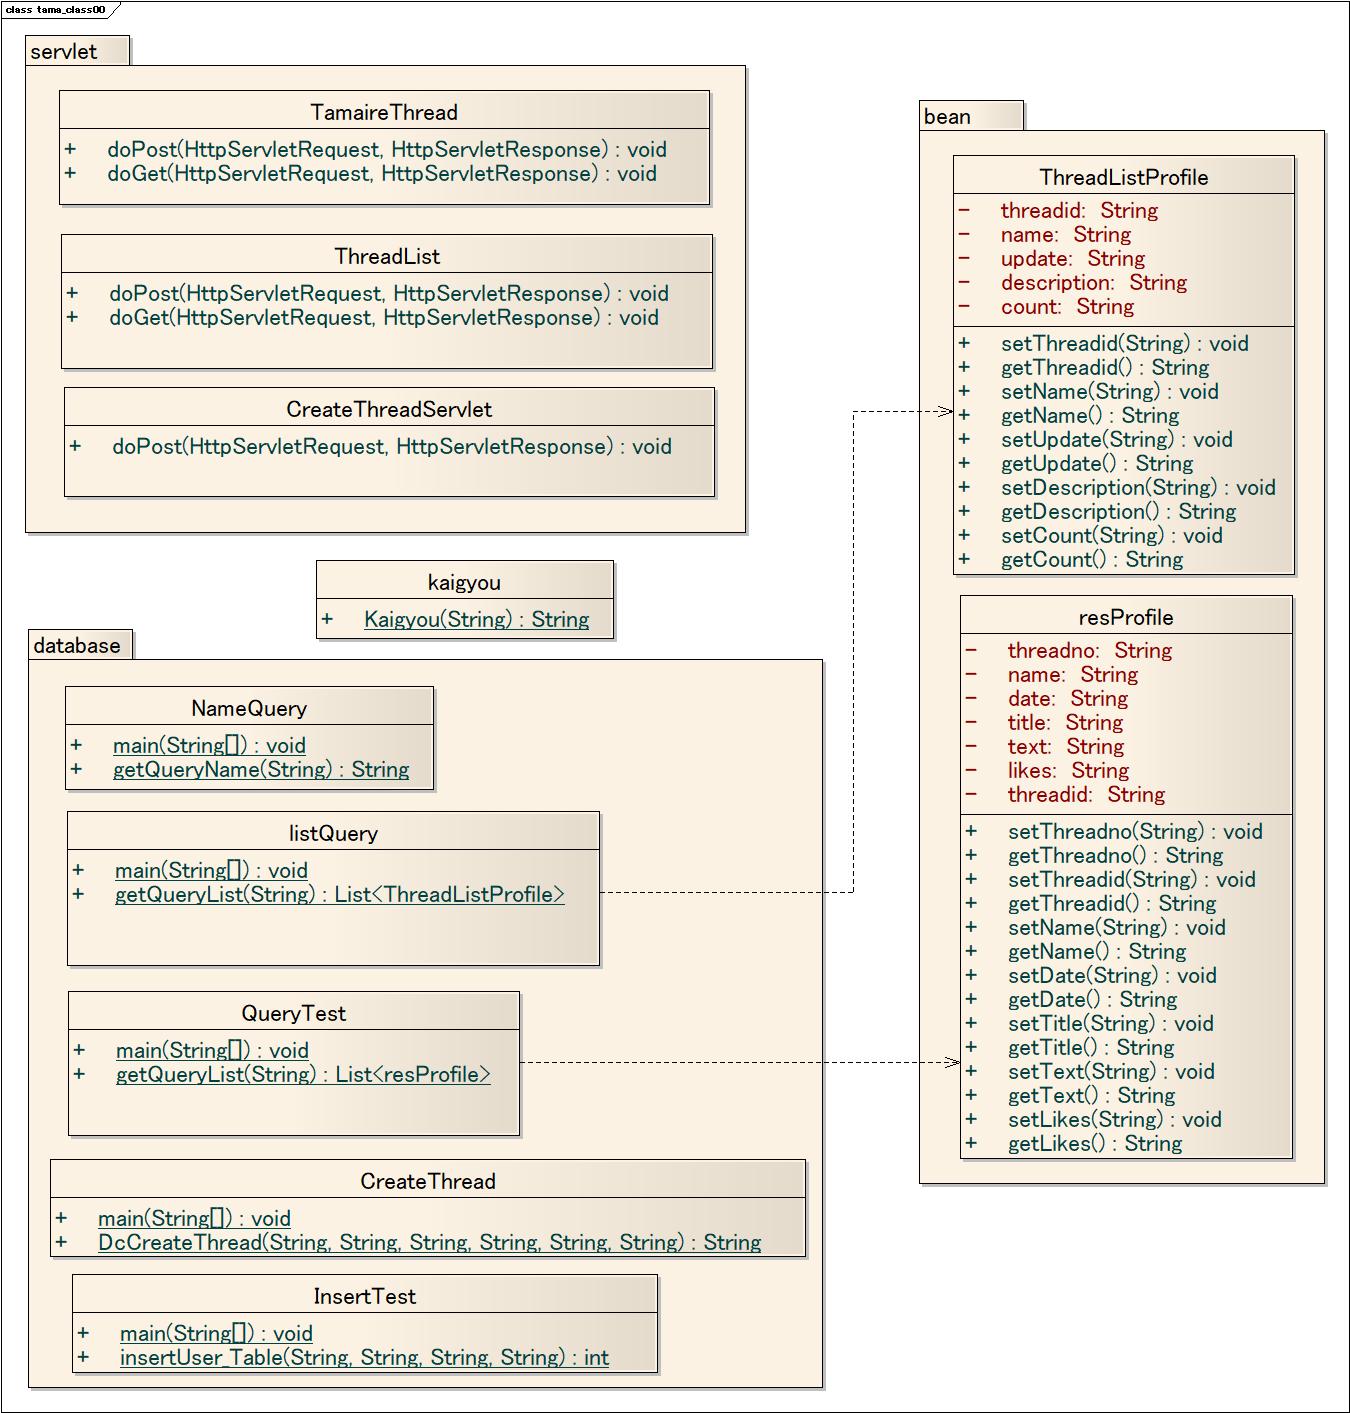 class tama_class00
servlet
TamaireThread
+ doPost(HttpServletRequest, HttpServletResponse) : void
+ doGet(HttpServletRequest, HttpServletResponse) : void
ThreadList
+ doPost(HttpServletRequest, HttpServletResponse) : void
+ doGet(HttpServletRequest, HttpServletResponse) : void
CreateThreadServlet
+ doPost(HttpServletRequest, HttpServletResponse) : void
kaigyou
+ Kaigyou(String) : String
database
NameQuery
+ main(String[]) : void
+ getQueryName(String) : String
listQuery
+ main(String[]) : void
+ getQueryList(String) : List<ThreadListProfile>
QueryTest
+ main(String[]) : void
+ getQueryList(String) : List<resProfile>
CreateThread
+ main(String[]) : void
+ DcCreateThread(String, String, String, String, String, String) : String
InsertTest
+ main(String[]) : void
+ insertUser_Table(String, String, String, String) : int
bean
ThreadListProfile
- threadid: String
- name: String
- update: String
- description: String
- count: String
+ setThreadid(String) : void
+ getThreadid() : String
+ setName(String) : void
+ getName() : String
+ setUpdate(String) : void
+ getUpdate() : String
+ setDescription(String) : void
+ getDescription() : String
+ setCount(String) : void
+ getCount() : String
resProfile
- threadno: String
- name: String
- date: String
- title: String
- text: String
- likes: String
- threadid: String
+ setThreadno(String) : void
+ getThreadno() : String
+ setThreadid(String) : void
+ getThreadid() : String
+ setName(String) : void
+ getName() : String
+ setDate(String) : void
+ getDate() : String
+ setTitle(String) : void
+ getTitle() : String
+ setText(String) : void
+ getText() : String
+ setLikes(String) : void
+ getLikes() : String